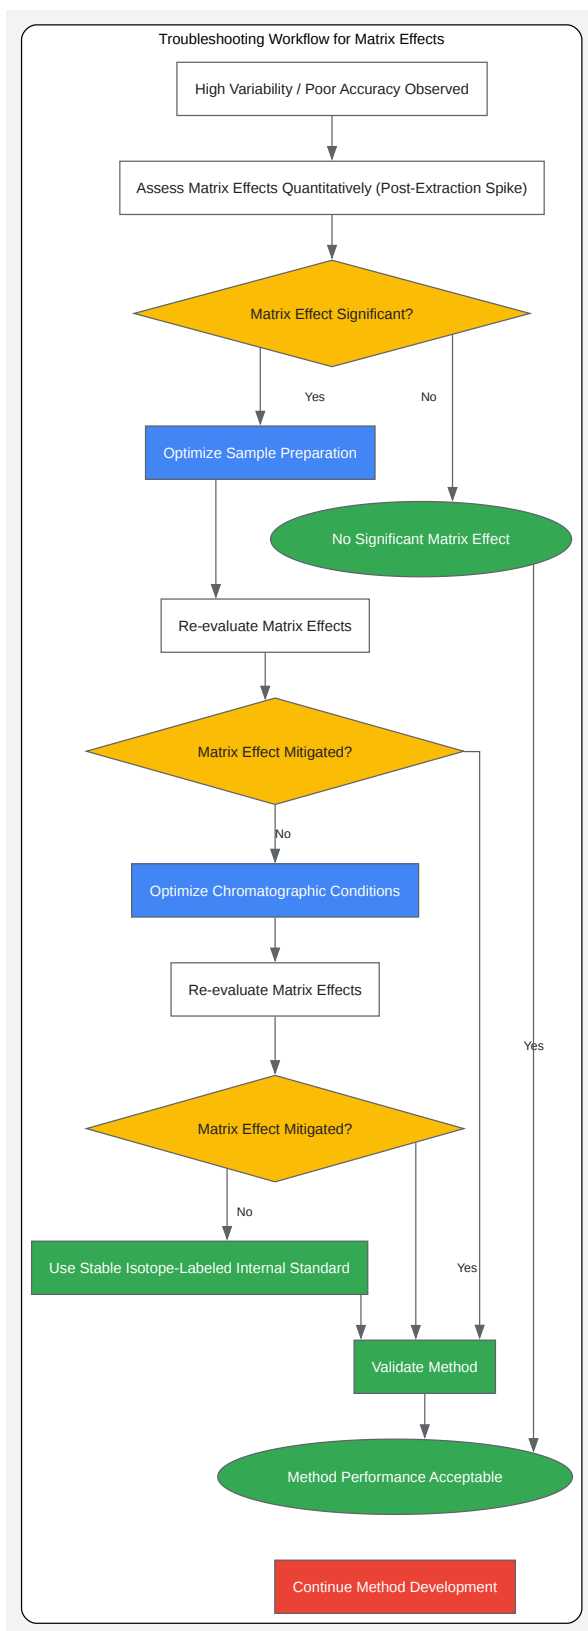 Troubleshooting Workflow for Matrix Effects
High Variability / Poor Accuracy Observed
Assess Matrix Effects Quantitatively (Post-Extraction Spike)
Matrix Effect Significant?
Yes
No
Optimize Sample Preparation
No Significant Matrix Effect
Re-evaluate Matrix Effects
Matrix Effect Mitigated?
No
Optimize Chromatographic Conditions
Re-evaluate Matrix Effects
Yes
Matrix Effect Mitigated?
No
Use Stable Isotope-Labeled Internal Standard
Yes
Validate Method
Method Performance Acceptable
Continue Method Development